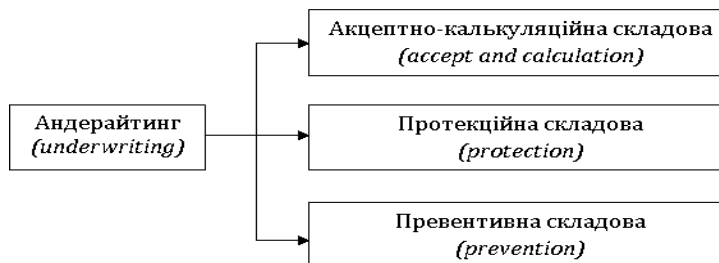 Акцептно-калькуляційна складова
(accept and calculation)
Андерайтинг
(underwriting)
Протекційна складова
(protection)
Превентивна складова
(prevention)